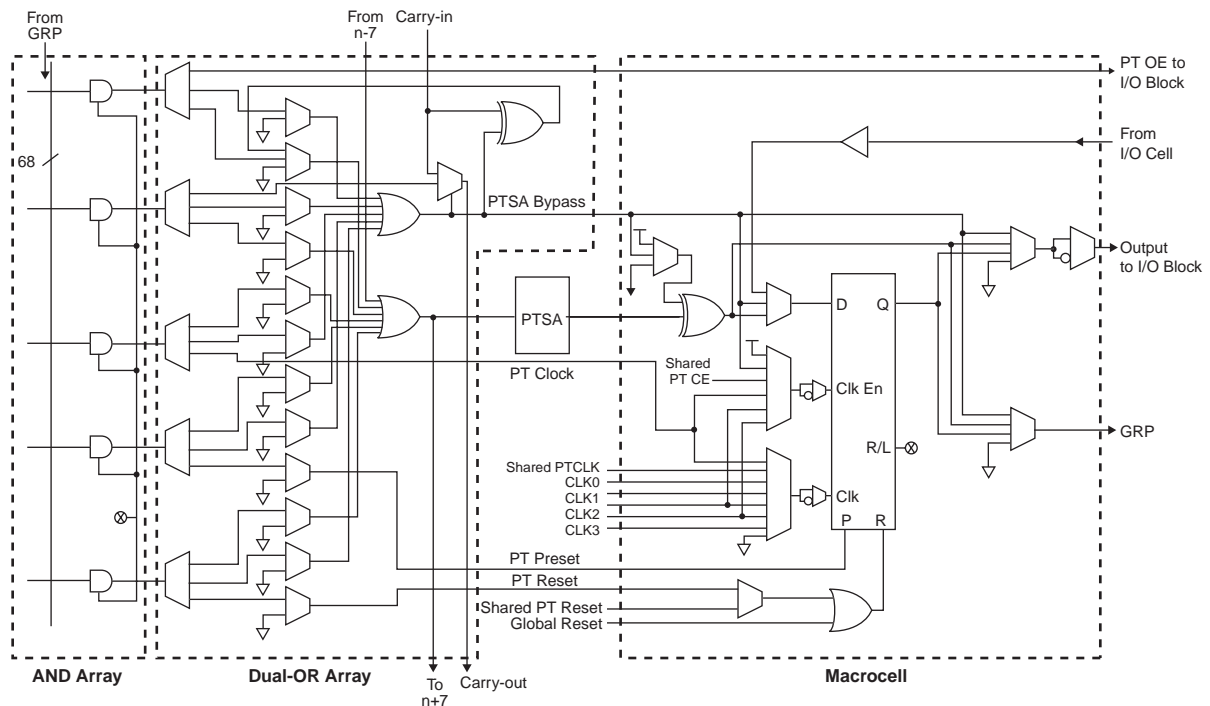 From
GRP
From
n-7
Carry-in
PT OE to
I/O Block
68
From
I/O Cell
PTSA Bypass
Output
to I/O Block
PTSA
D
Q
PT Clock
Shared
PT CE
Clk En
GRP
R/L
Shared PTCLK
CLK0
CLK1
CLK2
CLK3
Clk
P
R
PT Preset
PT Reset
Shared PT Reset
Global Reset
AND Array
Dual-OR Array
To
n+7
Carry-out
Macrocell